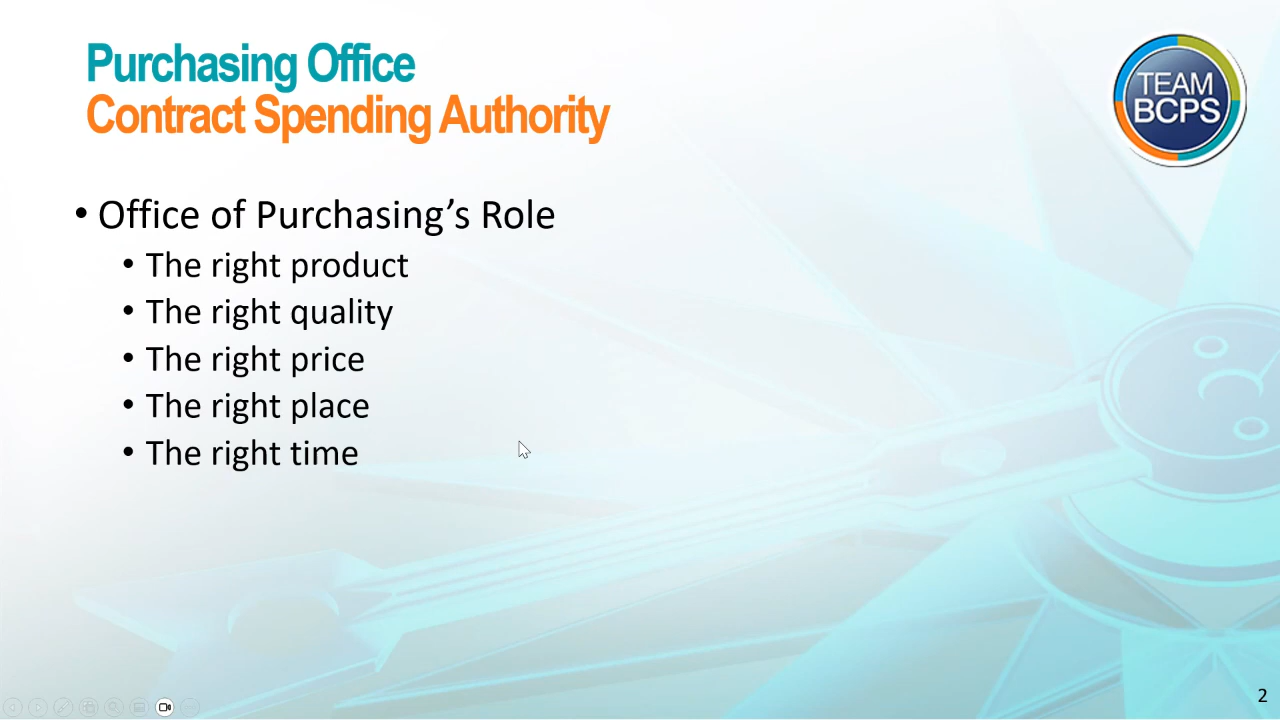 Purchasing Office
Contract Spending Authority
TEAM
BCPS
• Office of Purchasing’s Role
• The right product
• The right quality
• The right price
• The right place
• The right time
2